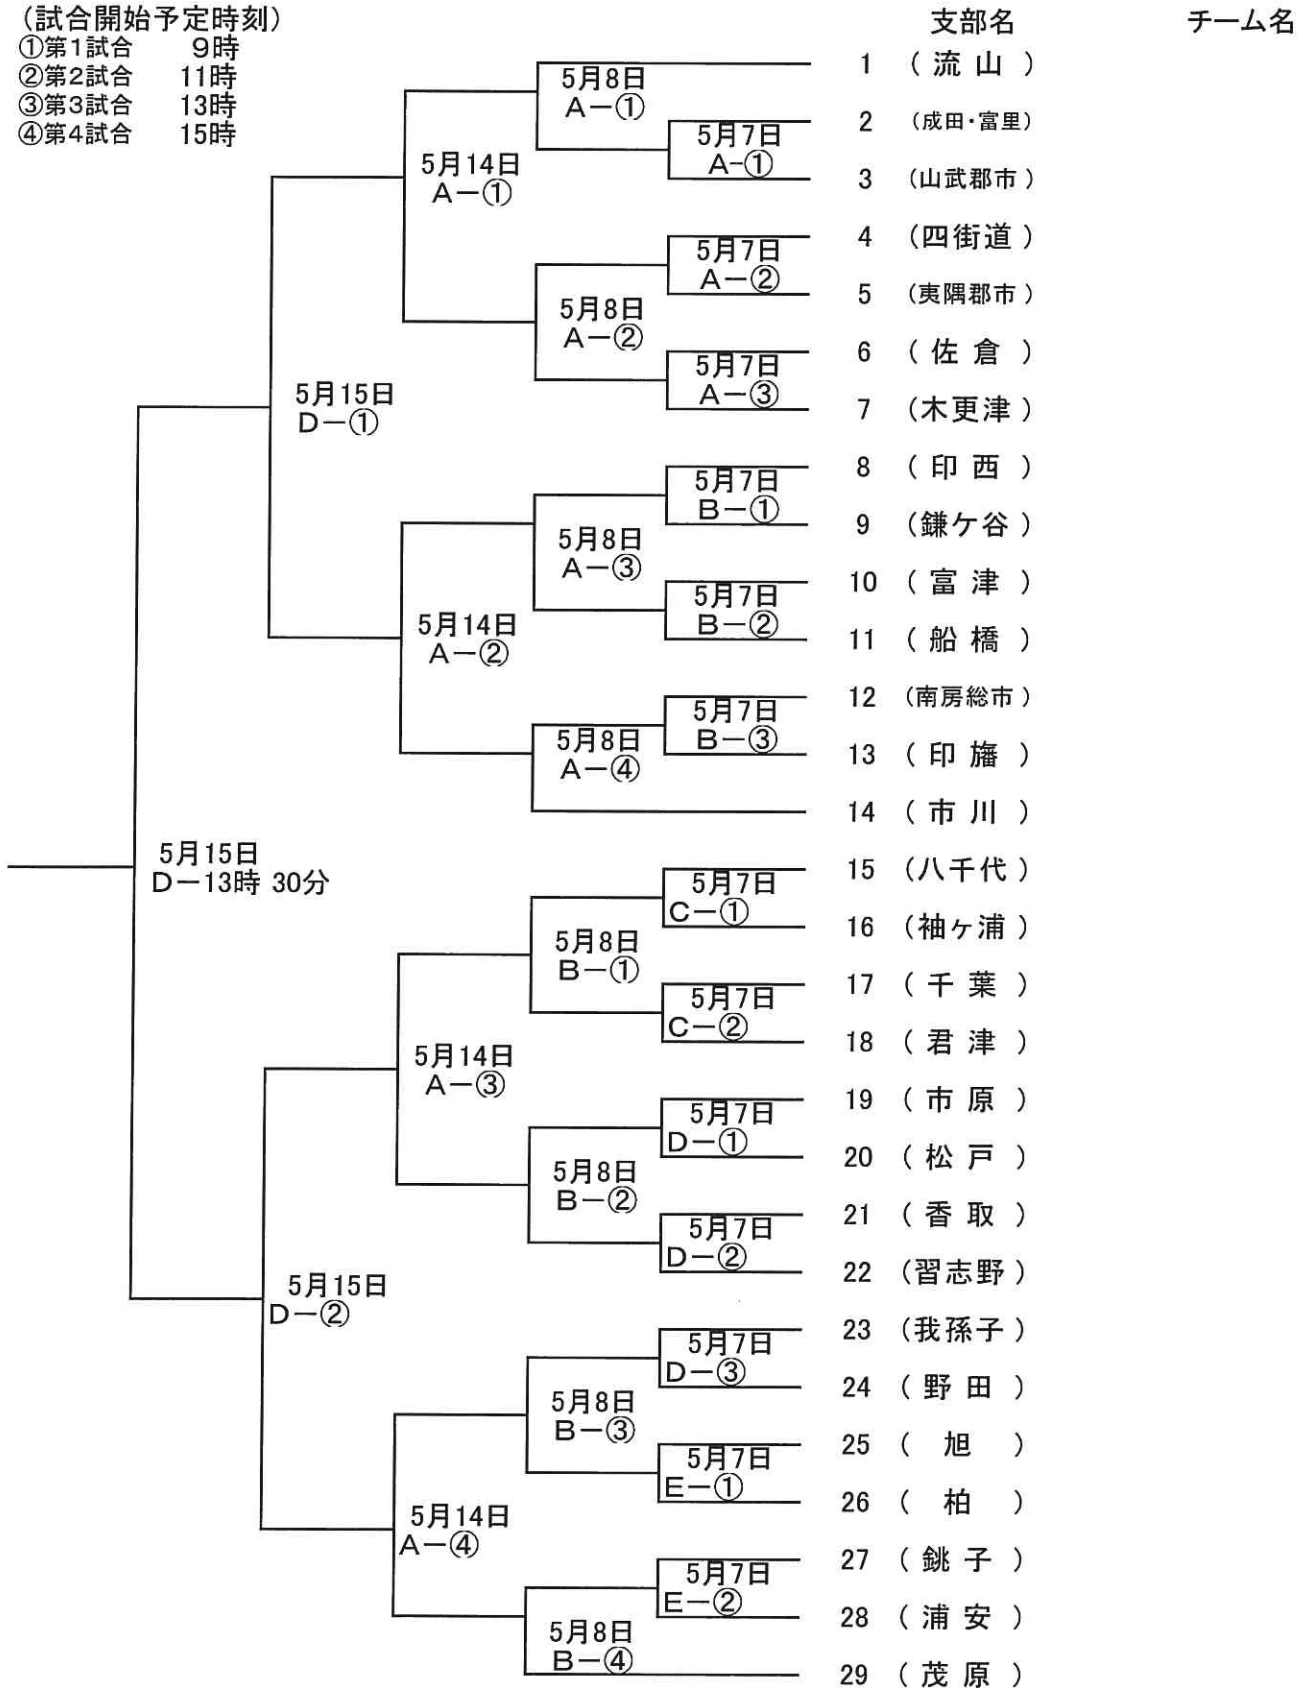 (試合開始予定時刻)
①第1試合 9時
②第2試合 11時
③第3試合 13時
④第4試合 15時
支部名 チーム名
1 (流山)
2 (成田・富里)
3 (山武郡市)
4 (四街道)
5 (夷隅郡市)
6 (佐倉)
7 (木更津)
8 (印西)
9 (鎌ケ谷)
10 (富津)
11 (船橋)
12 (南房総市)
13 (印旛)
14 (市川)
15 (八千代)
16 (袖ヶ浦)
17 (千葉)
18 (君津)
19 (市原)
20 (松戸)
21 (香取)
22 (習志野)
23 (我孫子)
24 (野田)
25 (旭)
26 (柏)
27 (銚子)
28 (浦安)
29 (茂原)
5月7日
A-①
5月7日
A-②
5月7日
A-③
5月7日
B-①
5月7日
B-②
5月7日
B-③
5月7日
C-①
5月7日
C-②
5月7日
D-①
5月7日
D-②
5月7日
D-③
5月7日
E-①
5月7日
E-②
5月8日
A-①
5月8日
A-②
5月8日
A-③
5月8日
A-④
5月8日
B-①
5月8日
B-②
5月8日
B-③
5月8日
B-④
5月14日
A-①
5月14日
A-②
5月14日
A-③
5月14日
A-④
5月15日
D-①
5月15日
D-②
5月15日
D-13時 30分